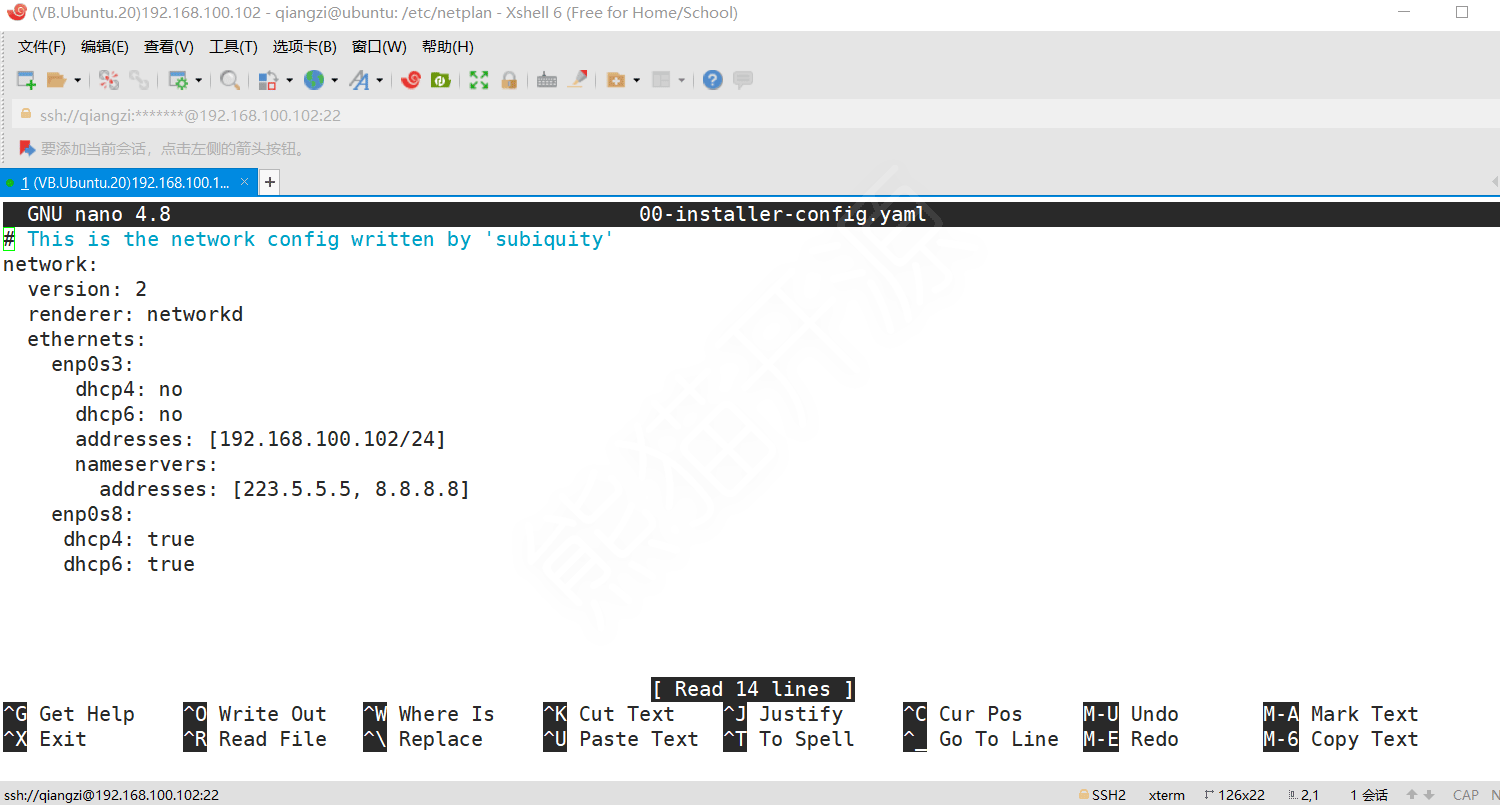 (VB.Ubuntu.20)192.168.100.102 - qiangzi@ubuntu: /etc/netplan - Xshell 6 (Free for Home/School)
文件(F) 编辑(E) 查看(V) 工具(T) 选项卡(B) 窗口(W) 帮助(H)
ssh://qiangzi:*******@192.168.100.102:22
要添加当前会话，点击左侧的箭头按钮。
1 (VB.Ubuntu.20)192.168.100.1... × +
GNU nano 4.8 00-installer-config.yaml
# This is the network config written by 'subiquity'
network:
  version: 2
  renderer: networkd
  ethernets:
    enp0s3:
      dhcp4: no
      dhcp6: no
      addresses: [192.168.100.102/24]
      nameservers:
        addresses: [223.5.5.5, 8.8.8.8]
    enp0s8:
     dhcp4: true
     dhcp6: true
熊猫开源
[ Read 14 lines ]
^G Get Help ^O Write Out ^W Where Is ^K Cut Text ^J Justify ^C Cur Pos M-U Undo M-A Mark Text
^X Exit ^R Read File ^\ Replace ^U Paste Text ^T To Spell ^_ Go To Line M-E Redo M-6 Copy Text
ssh://qiangzi@192.168.100.102:22 SSH2 xterm 126x22 2,1 1 会话 CAP N